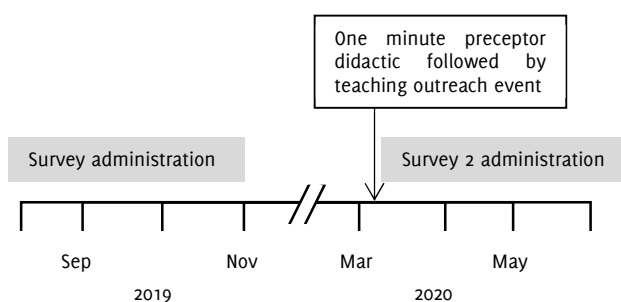 One minute preceptor
didactic followed by
teaching outreach event
Survey administration
Survey 2 administration
Sep
Nov
Mar
May
2019
2020